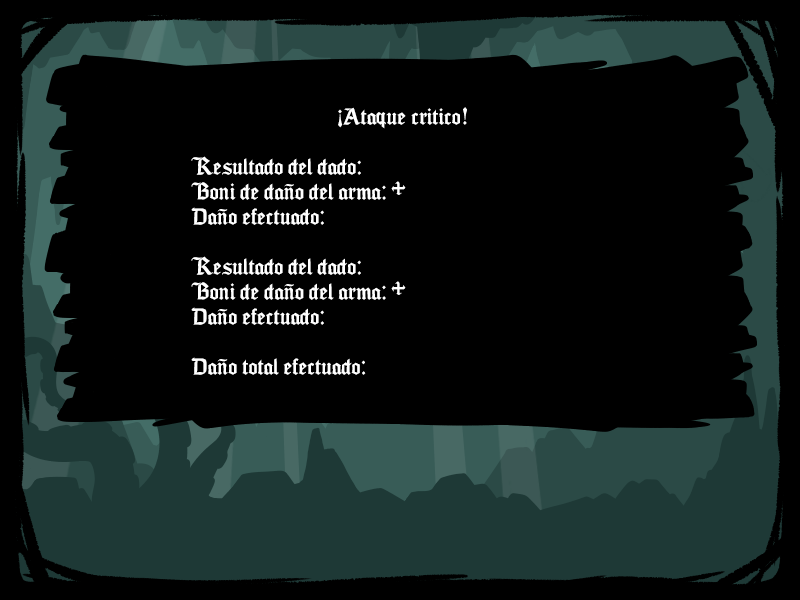 ¡Ataque critico!
Resultado del dado:
Boni de daño del arma: +
Daño efectuado:
Resultado del dado:
Boni de daño del arma: +
Daño efectuado:
Daño total efectuado: